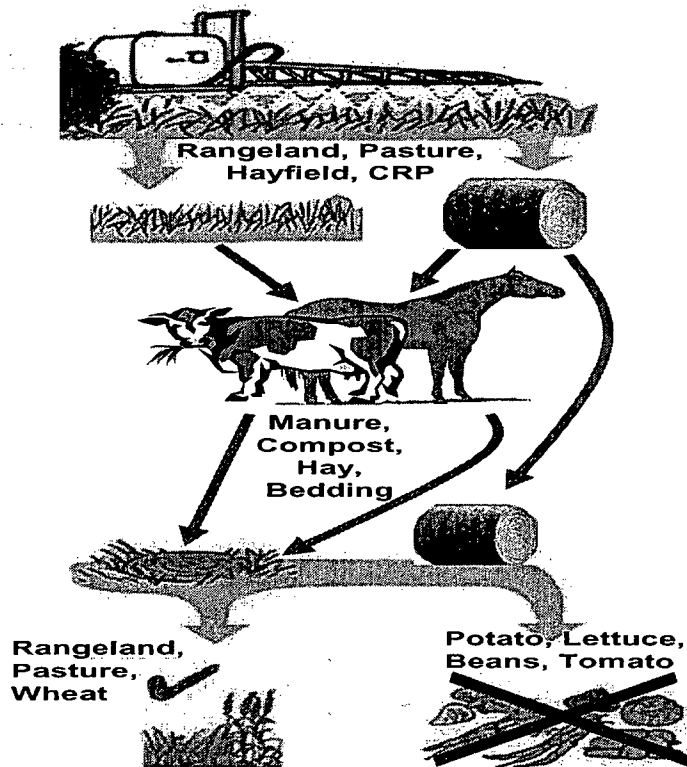 Rangeland, Pasture,
Hayfield, CRP
Manure,
Compost,
Hay,
Bedding
Rangeland,
Pasture,
Wheat
Potato, Lettuce,
Beans, Tomato